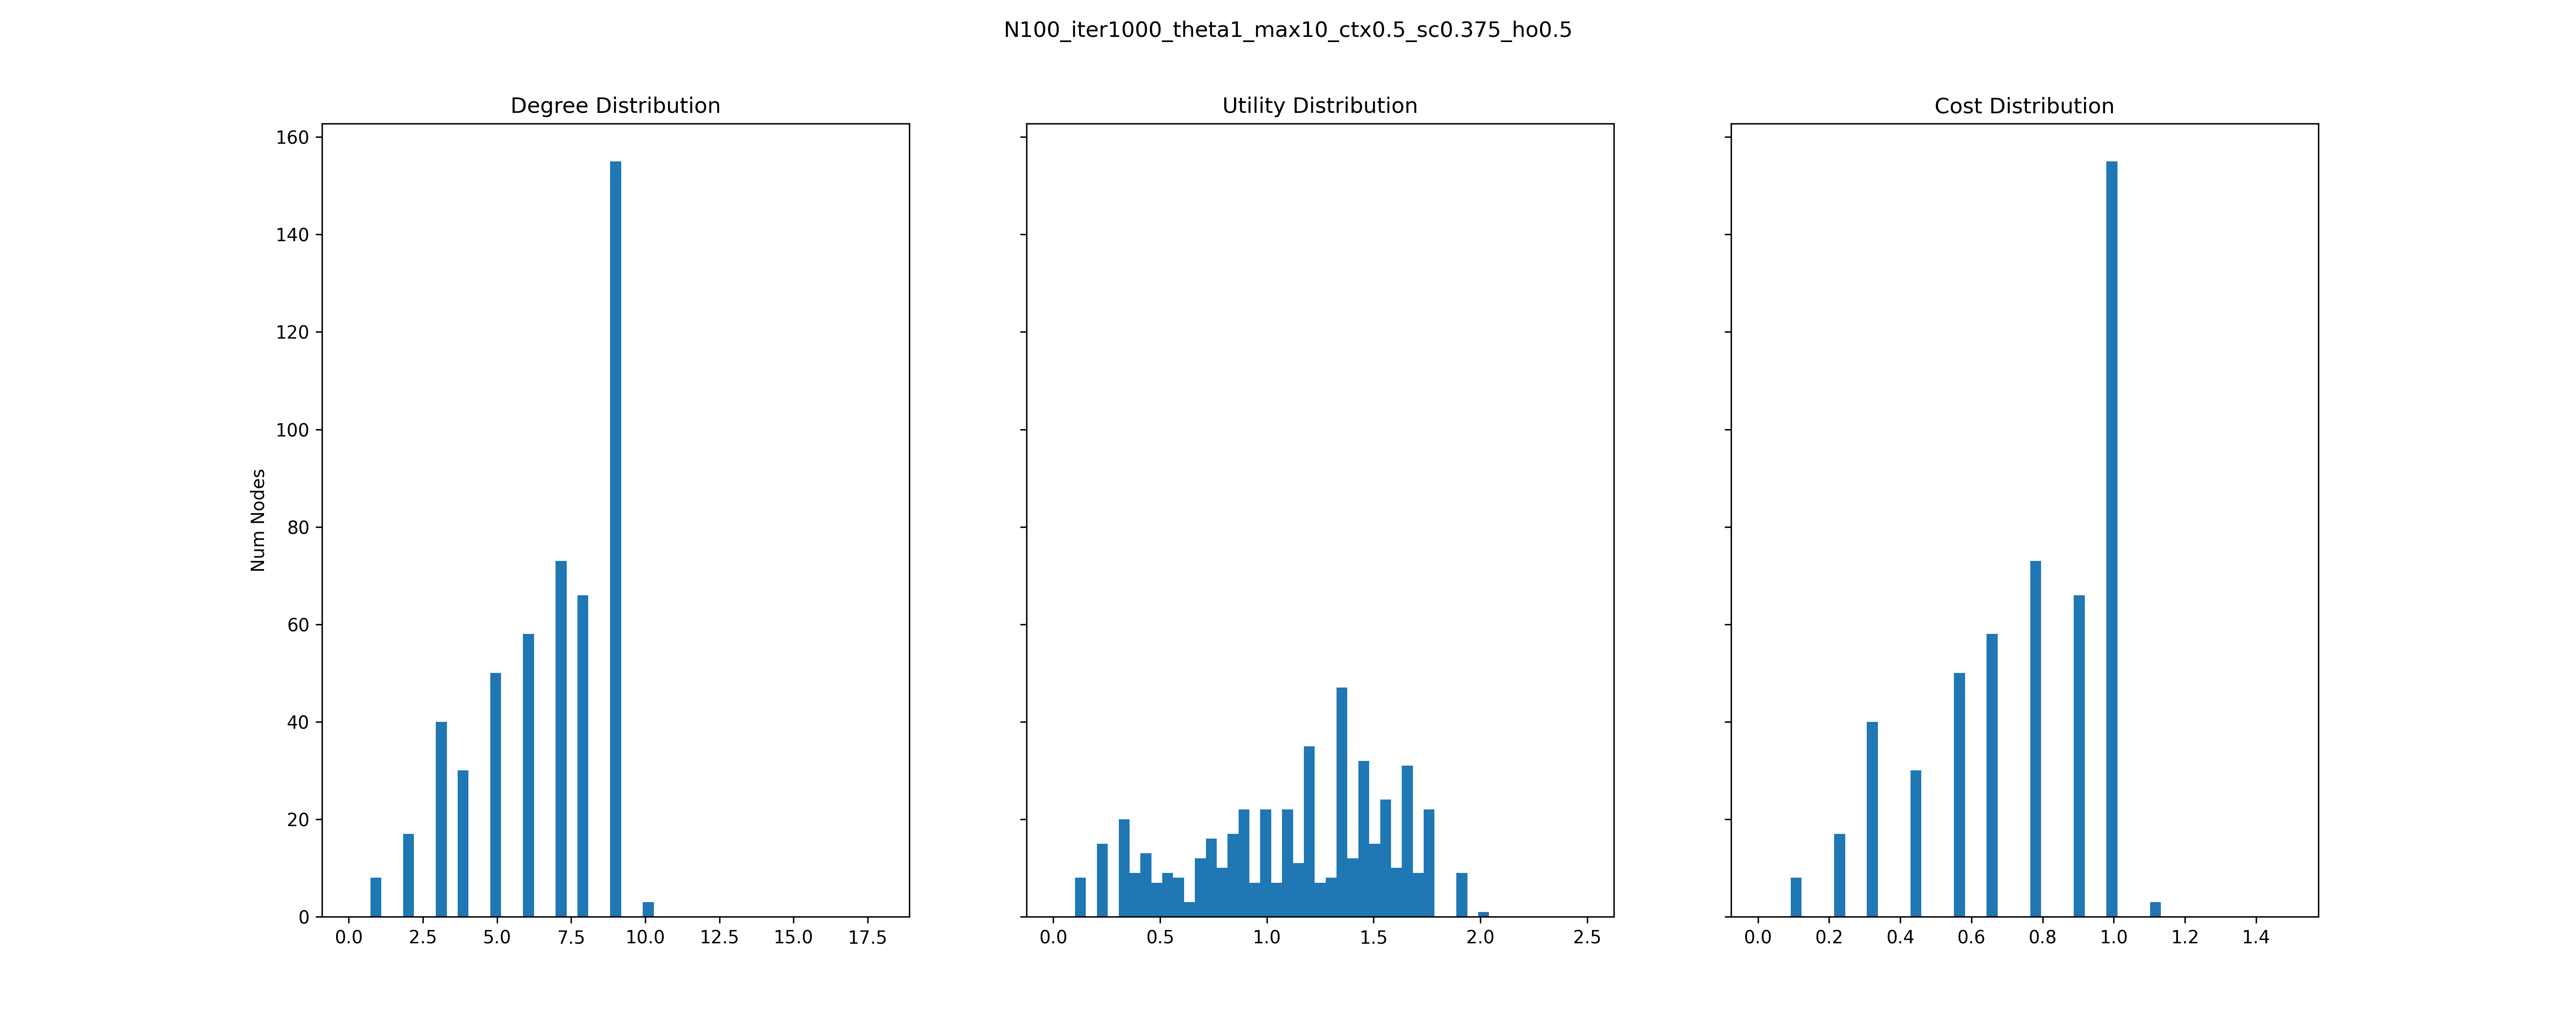 N100_iter1000_theta1_max10_ctx0.5_sc0.375_ho0.5
Degree Distribution
Utility Distribution
Cost Distribution
Num Nodes
160
140
120
100
80
60
40
20
0
0.0 2.5 5.0 7.5 10.0 12.5 15.0 17.5
0.0 0.5 1.0 1.5 2.0 2.5
0.0 0.2 0.4 0.6 0.8 1.0 1.2 1.4